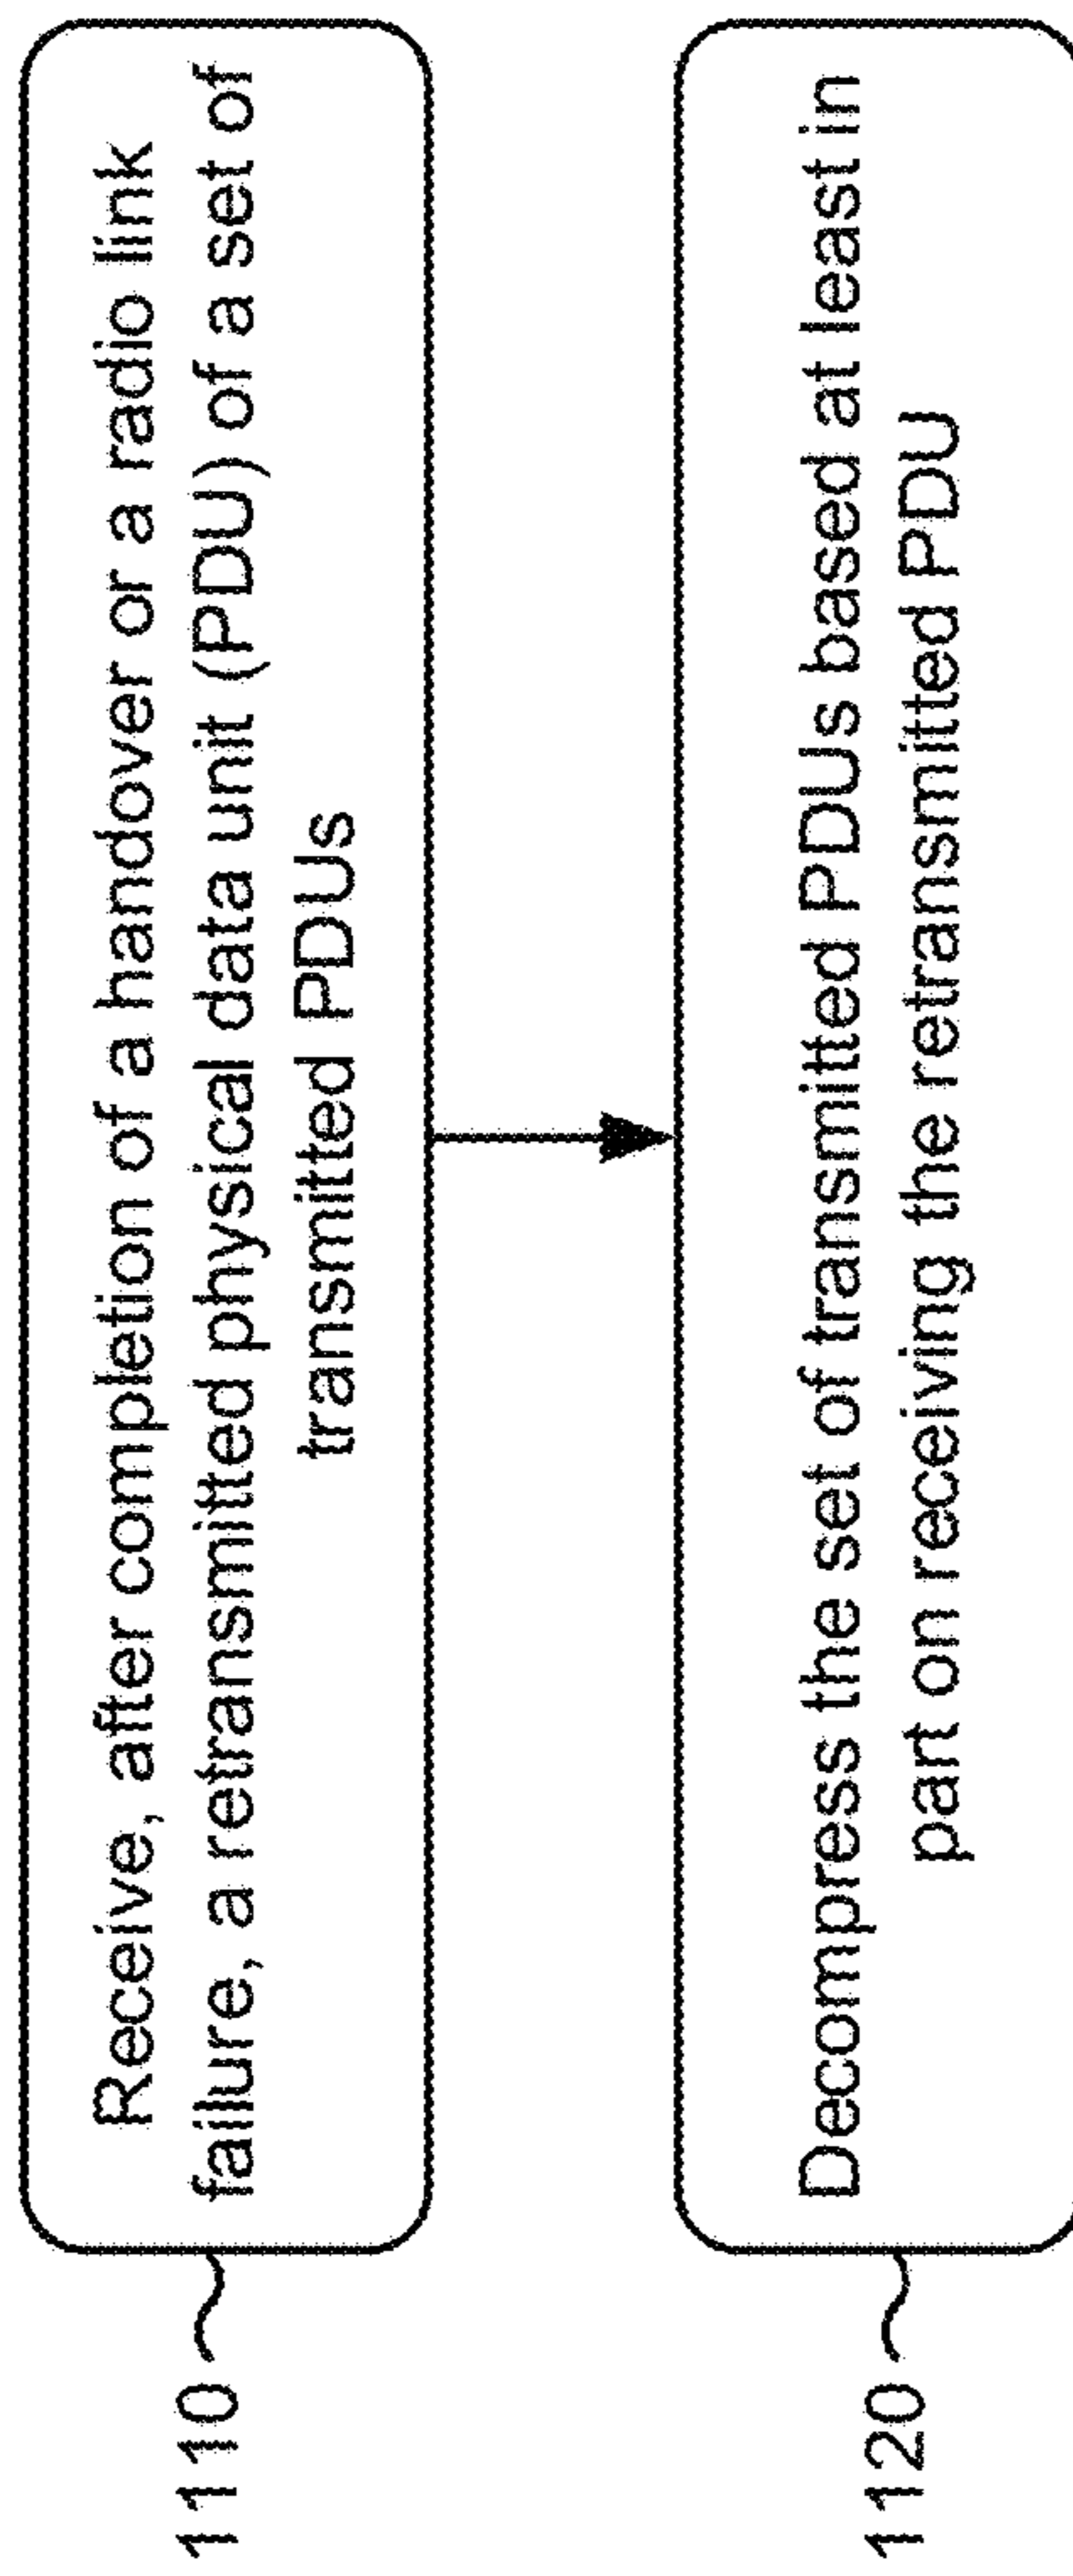 1110
Receive, after completion of a handover or a radio link
failure, a retransmitted physical data unit (PDU) of a set of
transmitted PDUs
1120
Decompress the set of transmitted PDUs based at least in
part on receiving the retransmitted PDU